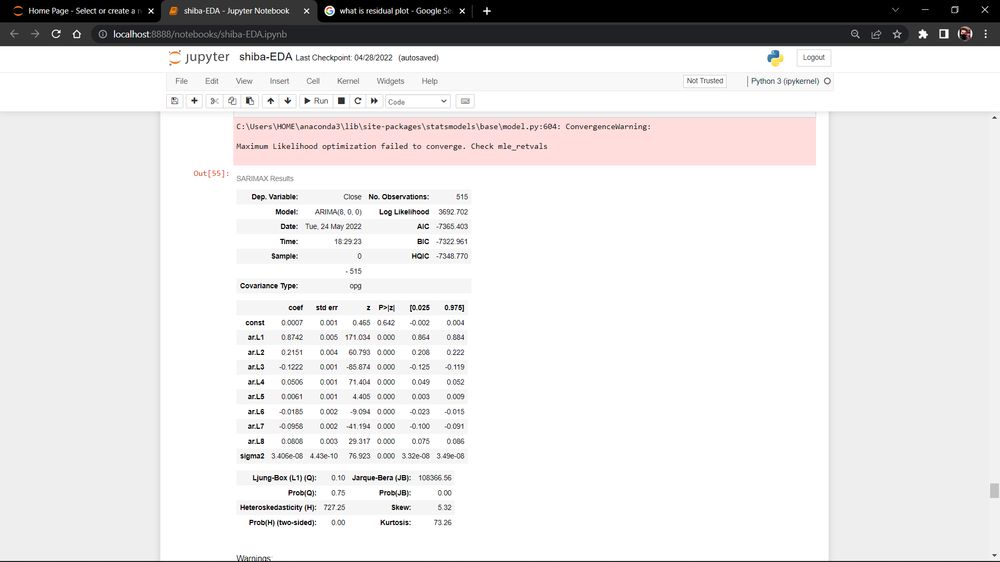 Home Page - Select or create a n
shiba-EDA - Jupyter Notebook
what is residual plot - Google Se
localhost:8888/notebooks/shiba-EDA.ipynb
jupyter shiba-EDA Last Checkpoint: 04/28/2022 (autosaved)
Logout
File Edit View Insert Cell Kernel Widgets Help
Not Trusted
Python 3 (ipykernel)
Run
Code
C:\Users\HOME\anaconda3\lib\site-packages\statsmodels\base\model.py:604: ConvergenceWarning:
Maximum Likelihood optimization failed to converge. Check mle_retvals
Out[55]:
SARIMAX Results
Dep. Variable: Close No. Observations: 515
Model: ARIMA(8, 0, 0) Log Likelihood 3692.702
Date: Tue, 24 May 2022 AIC -7365.403
Time: 18:29:23 BIC -7322.961
Sample: 0 HQIC -7348.770
- 515
Covariance Type: opg
coef std err z P>|z| [0.025 0.975]
const 0.0007 0.001 0.465 0.642 -0.002 0.004
ar.L1 0.8742 0.005 171.034 0.000 0.864 0.884
ar.L2 0.2151 0.004 60.793 0.000 0.208 0.222
ar.L3 -0.1222 0.001 -85.874 0.000 -0.125 -0.119
ar.L4 0.0506 0.001 71.404 0.000 0.049 0.052
ar.L5 0.0061 0.001 4.405 0.000 0.003 0.009
ar.L6 -0.0185 0.002 -9.094 0.000 -0.023 -0.015
ar.L7 -0.0958 0.002 -41.194 0.000 -0.100 -0.091
ar.L8 0.0808 0.003 29.317 0.000 0.075 0.086
sigma2 3.406e-08 4.43e-10 76.923 0.000 3.32e-08 3.49e-08
Ljung-Box (L1) (Q): 0.10 Jarque-Bera (JB): 108366.56
Prob(Q): 0.75 Prob(JB): 0.00
Heteroskedasticity (H): 727.25 Skew: 5.32
Prob(H) (two-sided): 0.00 Kurtosis: 73.26
Warnings: